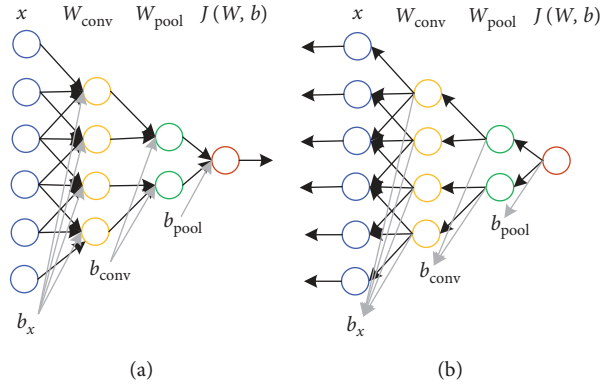 x W_conv W_pool J (W, b)
b_pool
b_conv
b_x
(a)
x W_conv W_pool J (W, b)
b_pool
b_conv
b_x
(b)